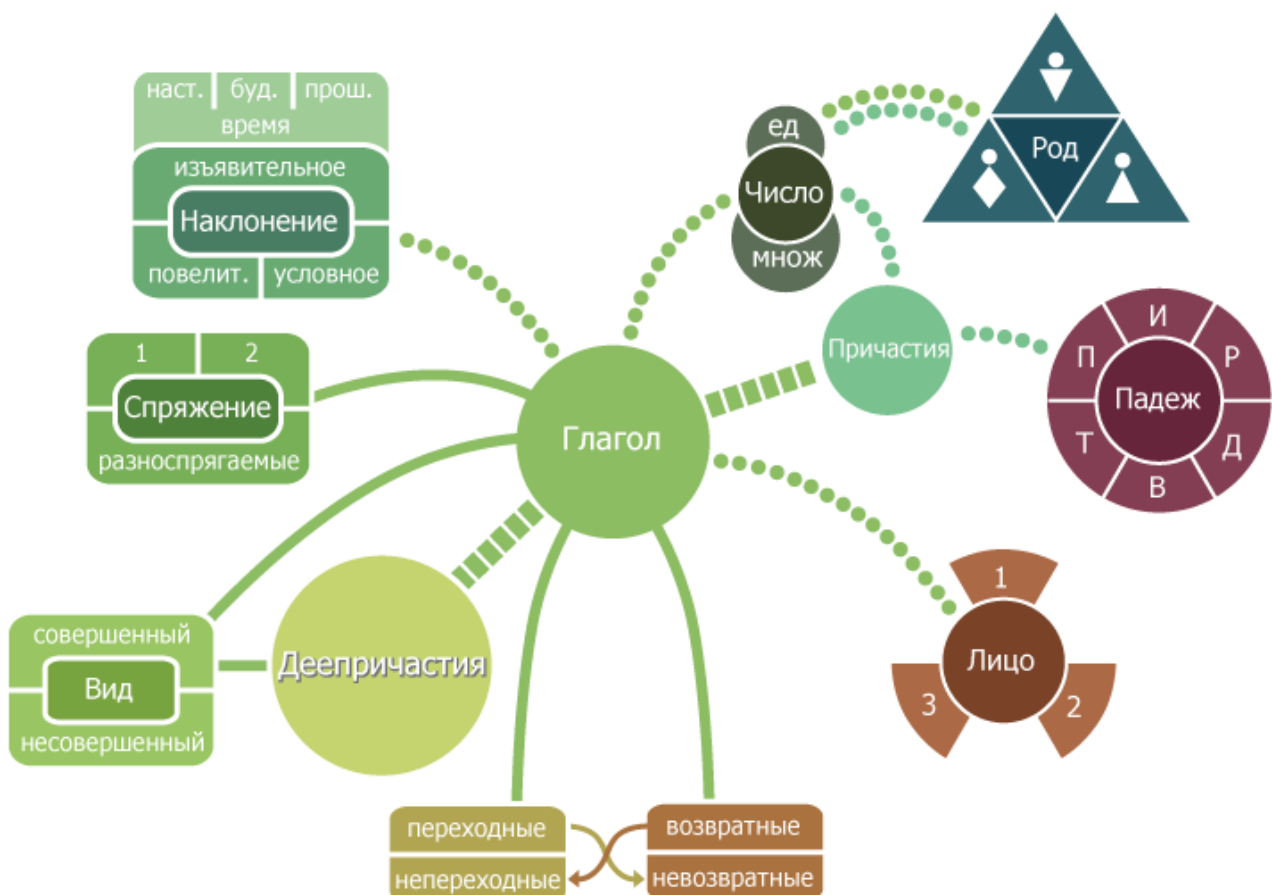 наст. буд. прош.
время
изъявительное
Наклонение
повелит. условное
ед
Число
множ
Род
1 2
Спряжение
разноспрягаемые
Причастия
И
П Р
Падеж
Т Д
В
Глагол
совершенный
Вид
несовершенный
Деепричастия
1
Лицо
3 2
переходные
непереходные
возвратные
невозвратные